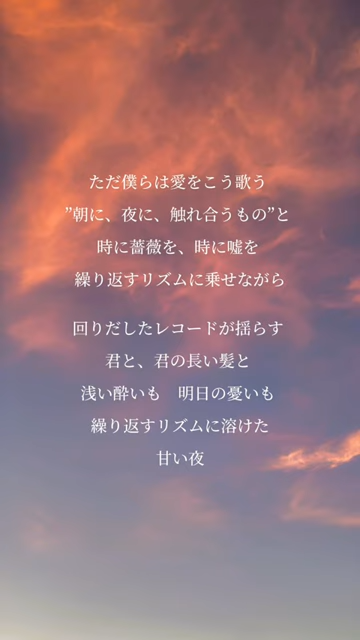 ただ僕らは愛をこう歌う
”朝に、夜に、触れ合うもの”と
時に薔薇を、時に嘘を
繰り返すリズムに乗せながら
回りだしたレコードが揺らす
君と、君の長い髪と
浅い酔いも　明日の憂いも
繰り返すリズムに溶けた
甘い夜